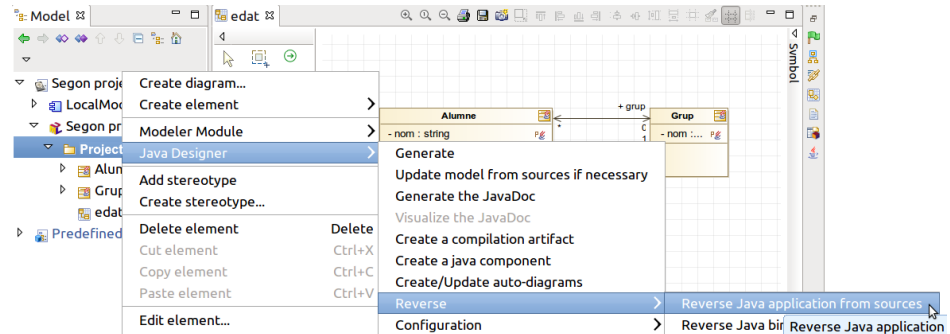 Model
edat
Symbol
Segon proje
LocalMod
Segon pr
Project
Alum
Grup
edat
Predefined
Create diagram...
Create element
Modeler Module
Java Designer
Add stereotype
Create stereotype...
Delete element Delete
Cut element Ctrl+X
Copy element Ctrl+C
Paste element Ctrl+V
Edit element...
Alumne
- nom : string
+ grup
*
Grup
- nom :...
Generate
Update model from sources if necessary
Generate the JavaDoc
Visualize the JavaDoc
Create a compilation artifact
Create a java component
Create/Update auto-diagrams
Reverse
Configuration
Reverse Java application from sources
Reverse Java bin
Reverse Java application